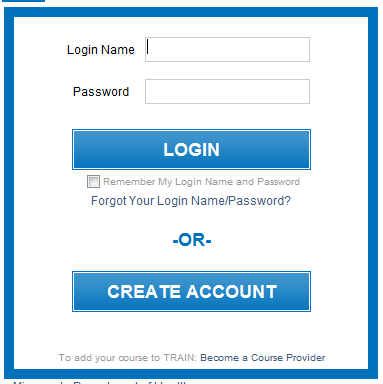 Login Name
Password
LOGIN
Remember My Login Name and Password
Forgot Your Login Name/Password?
-OR-
CREATE ACCOUNT
To add your course to TRAIN: Become a Course Provider